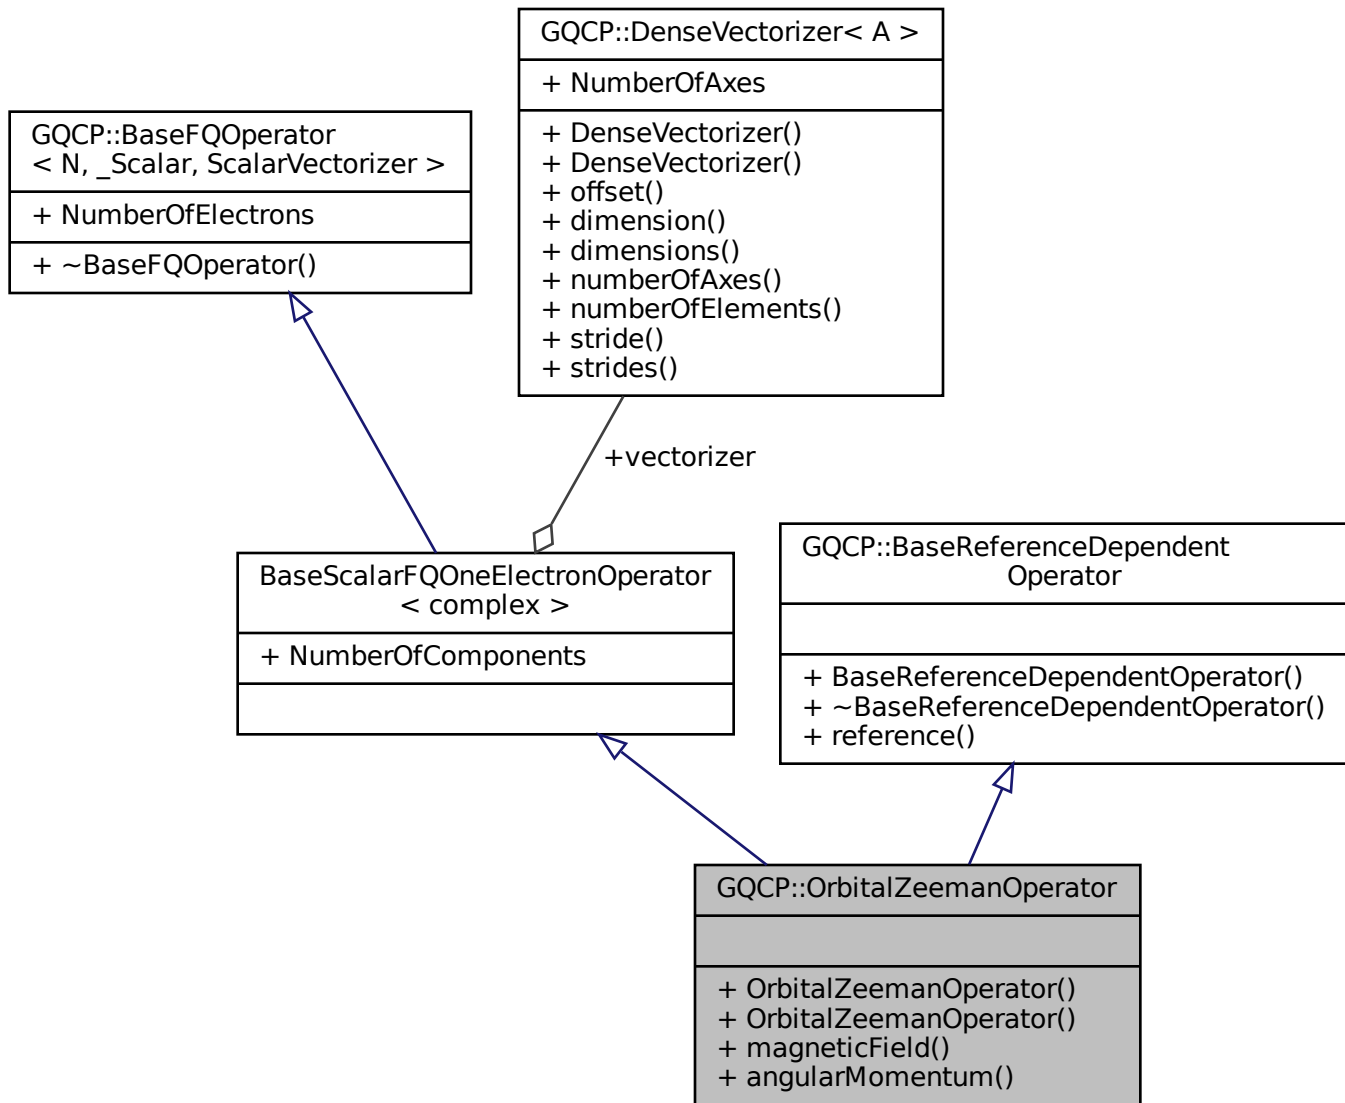 GQCP::DenseVectorizer< A >
+ NumberOfAxes
+ DenseVectorizer()
+ DenseVectorizer()
+ offset()
+ dimension()
+ dimensions()
+ numberOfAxes()
+ numberOfElements()
+ stride()
+ strides()
GQCP::BaseFQOperator
< N, _Scalar, ScalarVectorizer >
+ NumberOfElectrons
+ ~BaseFQOperator()
+vectorizer
BaseScalarFQOneElectronOperator
< complex >
+ NumberOfComponents
GQCP::BaseReferenceDependent
Operator
+ BaseReferenceDependentOperator()
+ ~BaseReferenceDependentOperator()
+ reference()
GQCP::OrbitalZeemanOperator
+ OrbitalZeemanOperator()
+ OrbitalZeemanOperator()
+ magneticField()
+ angularMomentum()